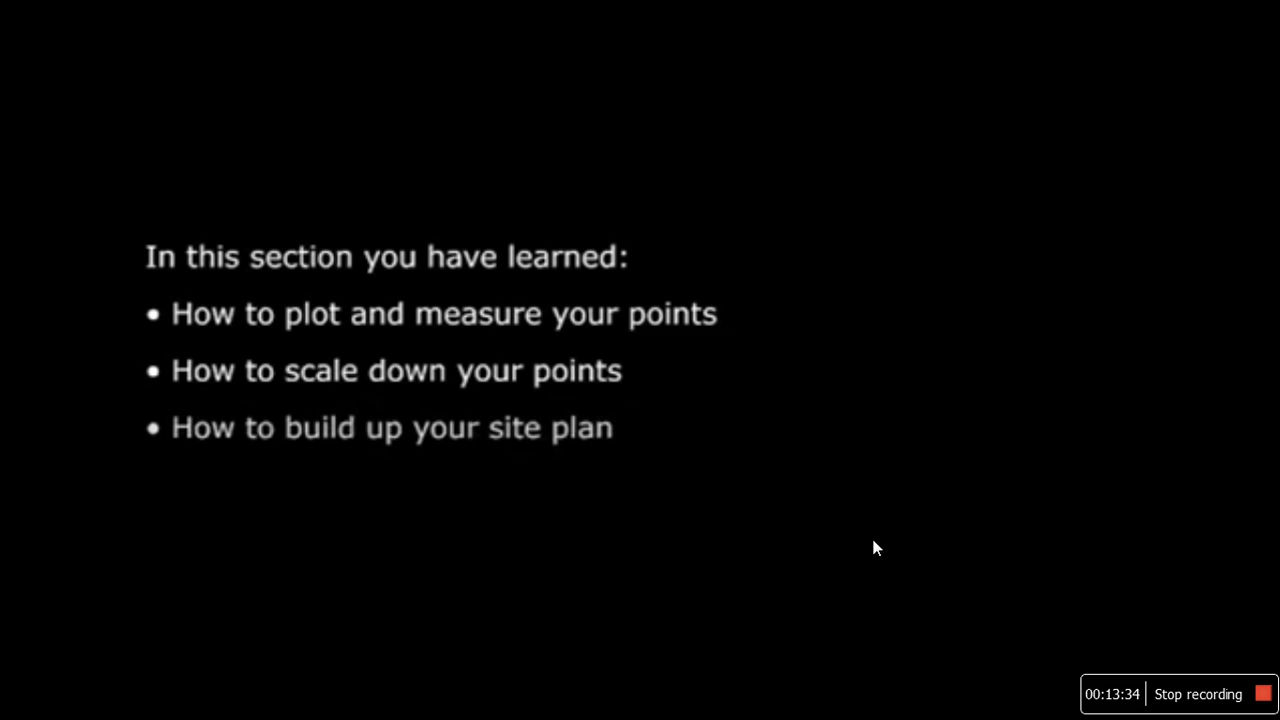 In this section you have learned:
• How to plot and measure your points
• How to scale down your points
• How to build up your site plan
00:13:34 Stop recording